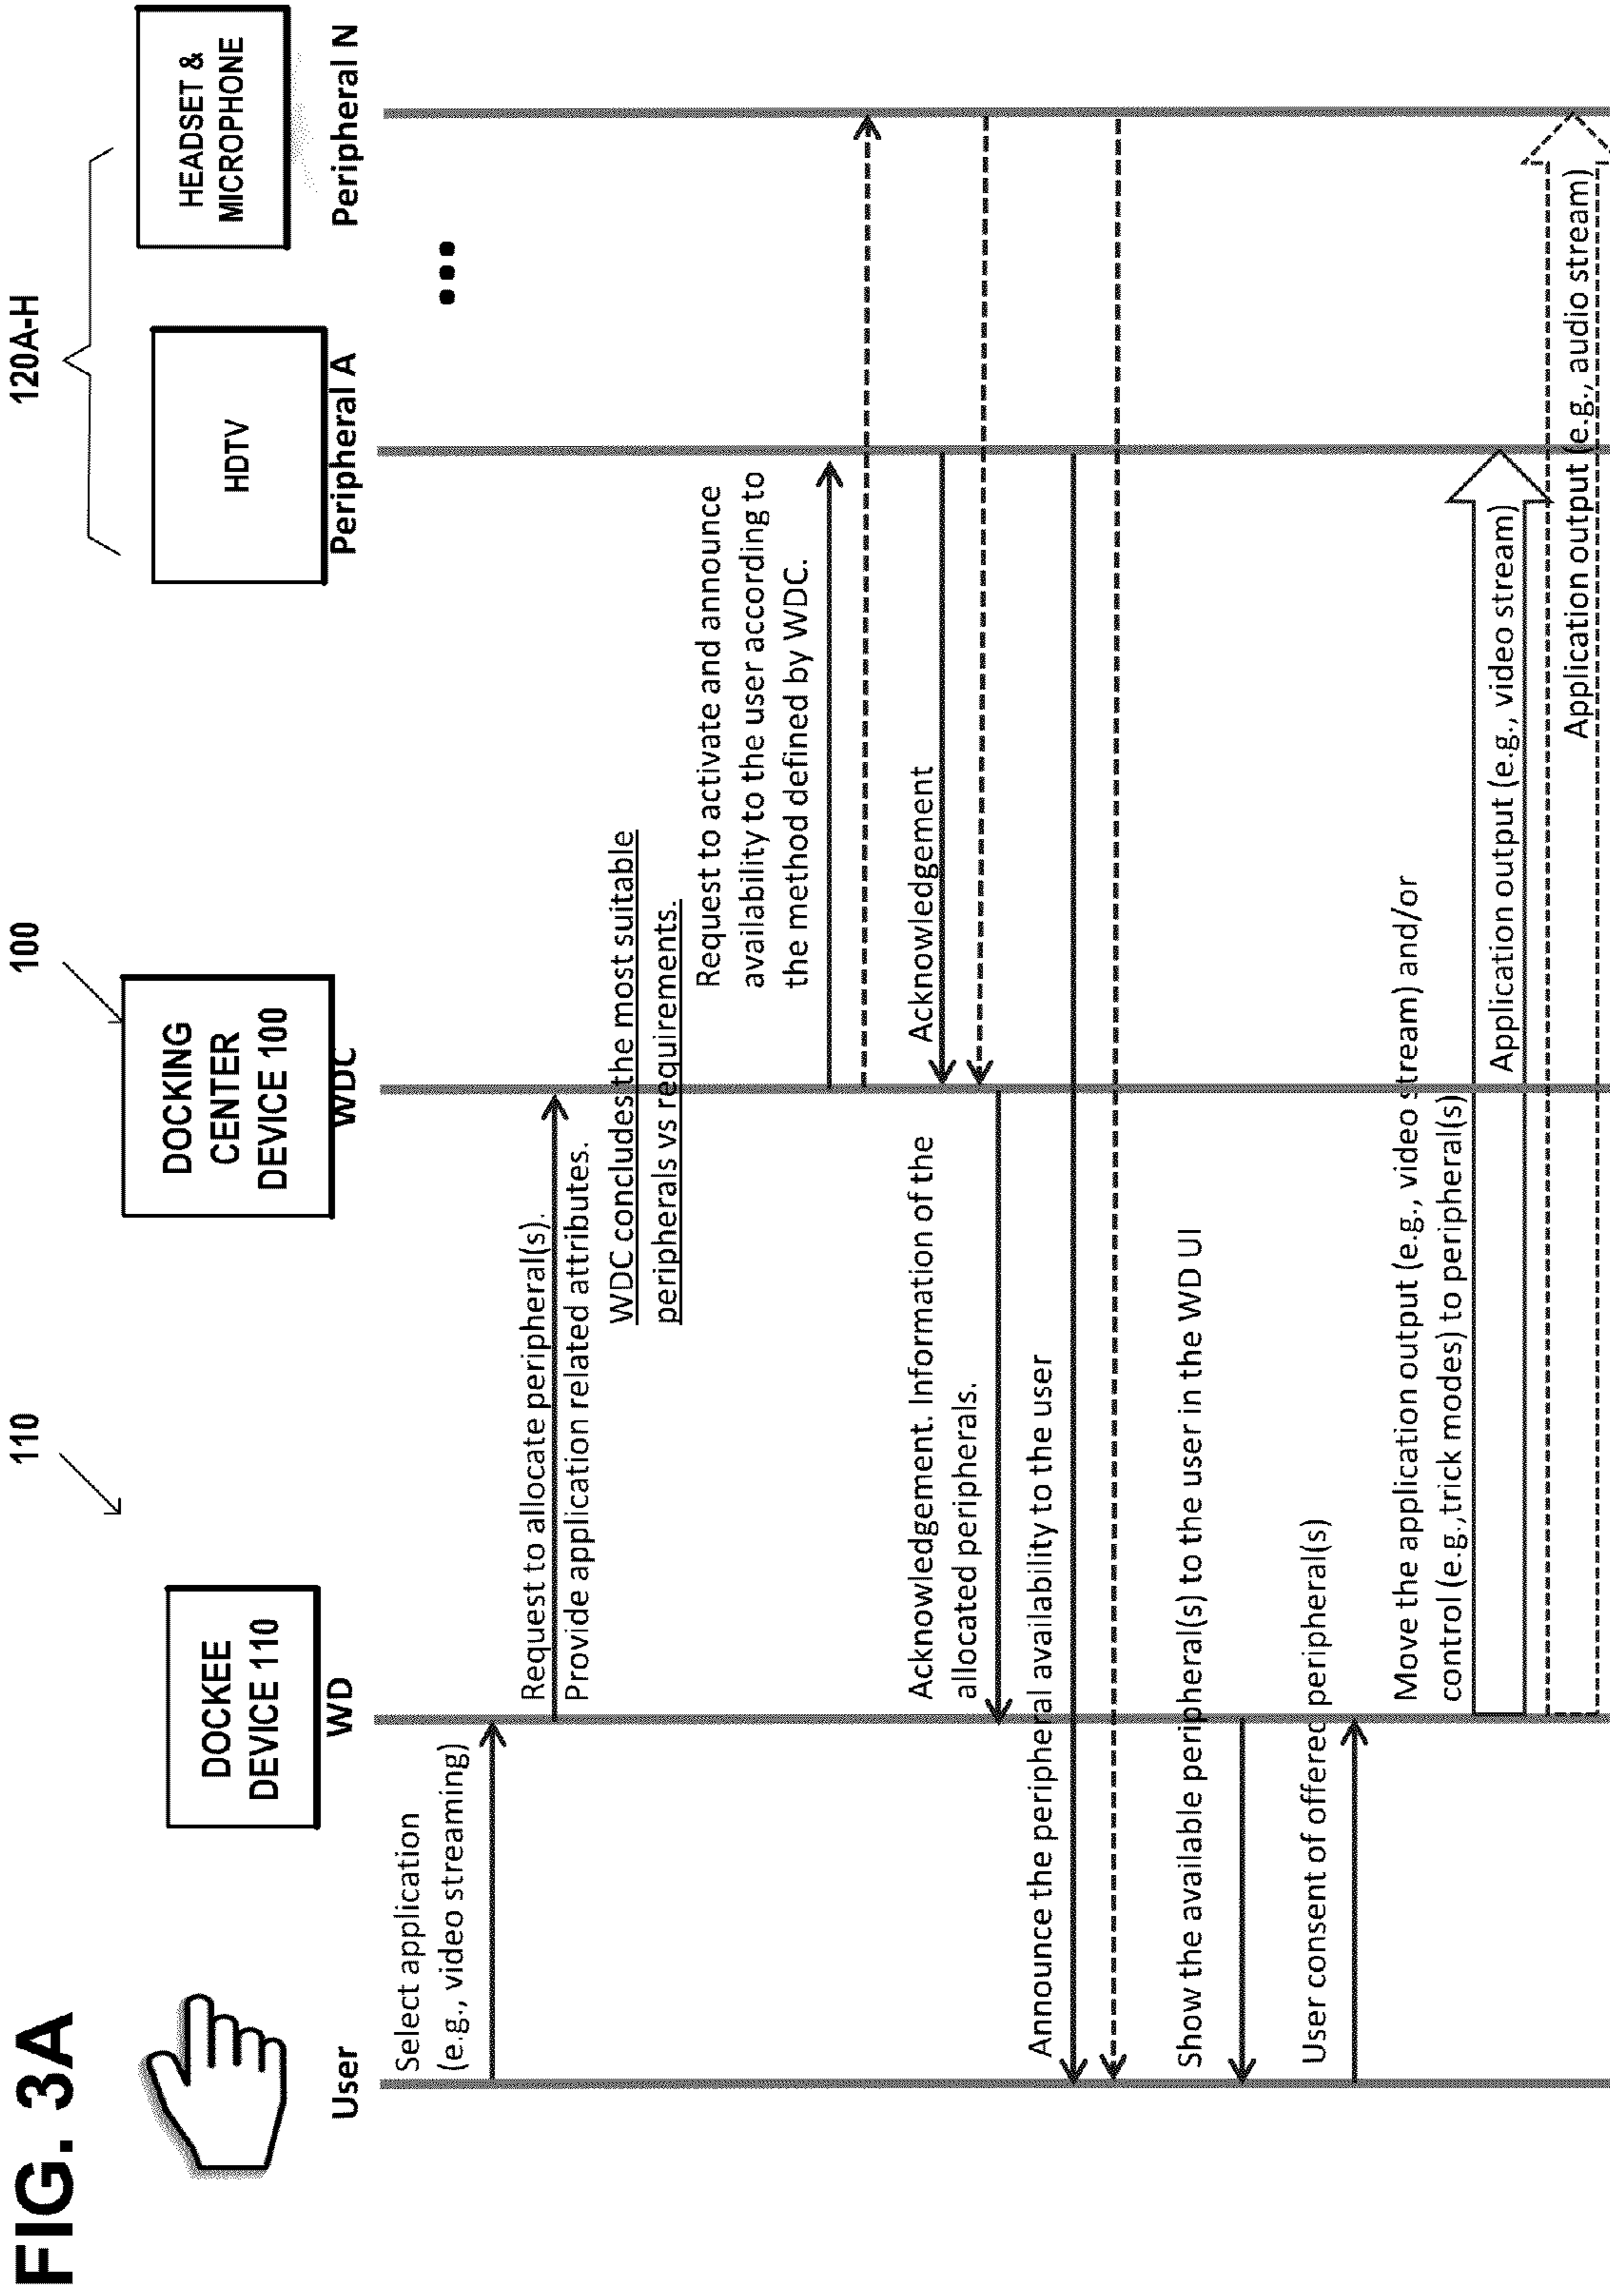 FIG. 3A
110
100
120A-H
DOCKEE
DEVICE 110
DOCKING
CENTER
DEVICE 100
HDTV
HEADSET &
MICROPHONE
User
WD
WDC
Peripheral A
Peripheral N
Select application
(e.g., video streaming)
Request to allocate peripheral(s).
Provide application related attributes.
WDC concludes the most suitable
peripherals vs requirements.
Request to activate and announce
availability to the user according to
the method defined by WDC.
Acknowledgement
Acknowledgement. Information of the
allocated peripherals.
Announce the peripheral availability to the user
Show the available peripheral(s) to the user in the WD UI
User consent of offered peripheral(s)
Move the application output (e.g., video stream) and/or
control (e.g.,trick modes) to peripheral(s)
Application output (e.g., video stream)
Application output (e.g., audio stream)